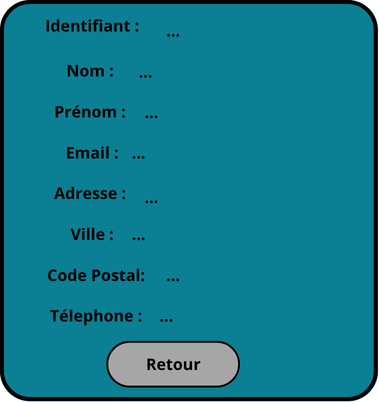 Identifiant : ...
Nom : ...
Prénom : ...
Email : ...
Adresse : ...
Ville : ...
Code Postal: ...
Télephone : ...
Retour